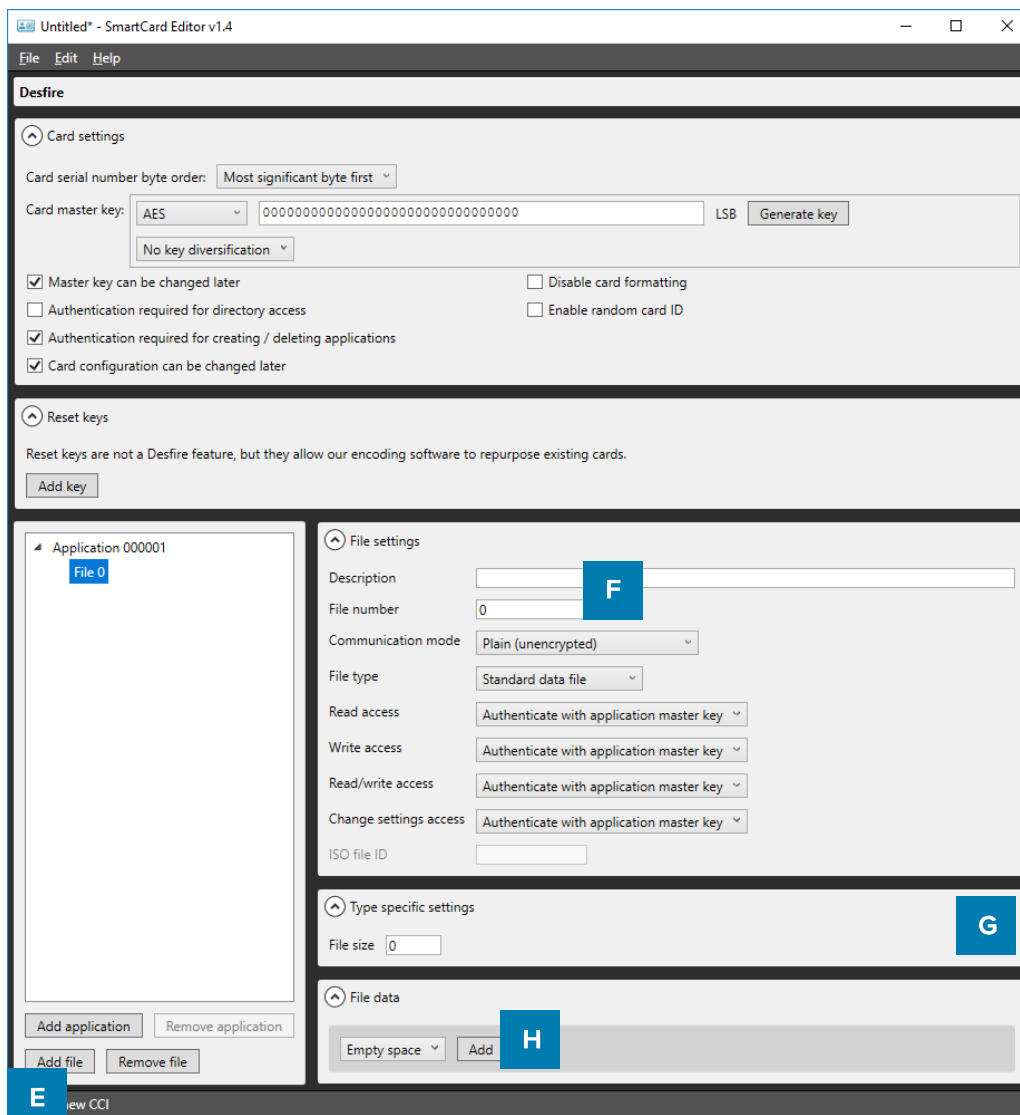 Untitled* - SmartCard Editor v1.4
File Edit Help
Desfire
Card settings
Card serial number byte order: Most significant byte first
Card master key: AES 00000000000000000000000000000000 LSB Generate key
No key diversification
Master key can be changed later Disable card formatting
Authentication required for directory access Enable random card ID
Authentication required for creating / deleting applications
Card configuration can be changed later
Reset keys
Reset keys are not a Desfire feature, but they allow our encoding software to repurpose existing cards.
Add key
Application 000001
File 0
Add application Remove application
Add file Remove file
File settings
Description
F
File number 0
Communication mode Plain (unencrypted)
File type Standard data file
Read access Authenticate with application master key
Write access Authenticate with application master key
Read/write access Authenticate with application master key
Change settings access Authenticate with application master key
ISO file ID
Type specific settings
G
File size 0
File data
Empty space Add H
E new CCI